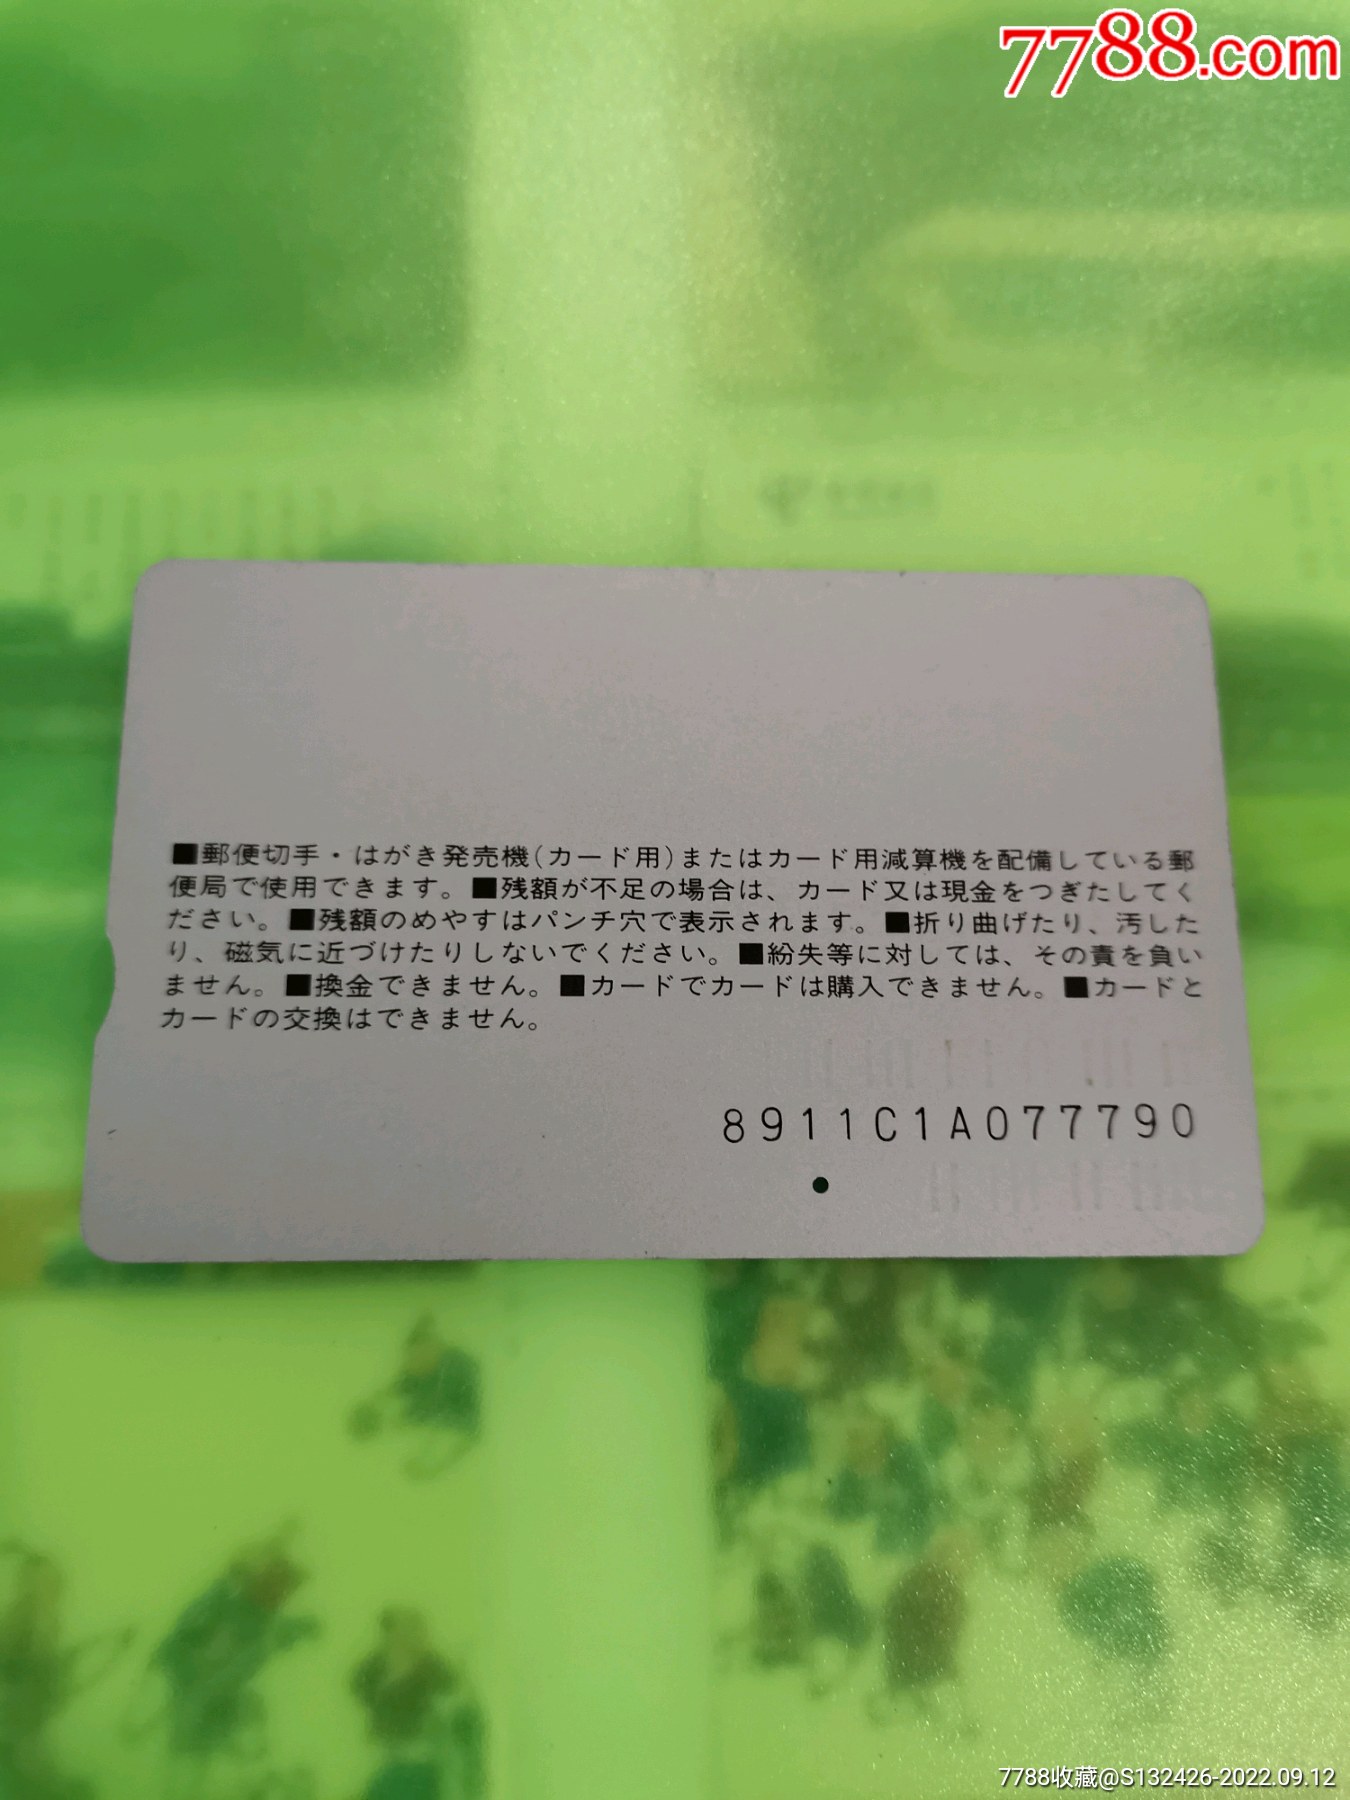 7788.com
■郵便切手・はがき発売機(カード用)またはカード用減算機を配備している郵
便局で使用できます。■残額が不足の場合は、カード又は現金をつぎたしてく
ださい。■残額のめやすはパンチ穴で表示されます。■折り曲げたり、汚した
り、磁気に近づけたりしないでください。■紛失等に対しては、その責を負い
ません。■換金できません。■カードでカードは購入できません。■カードと
カードの交換はできません。
8911C1A077790
7788收藏@S132426-2022.09.12